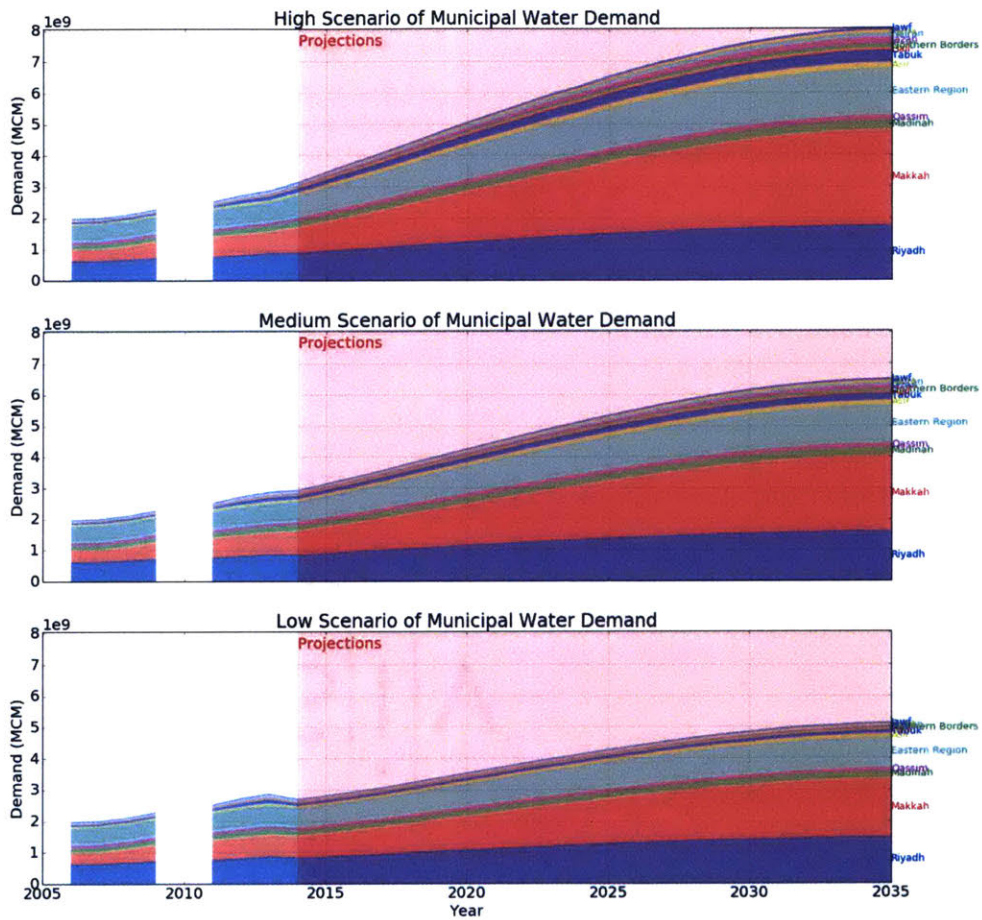 High Scenario of Municipal Water Demand
1e9
Projections
8
7
6
5
4
3
2
1
0
Demand (MCM)
Jawf
Northern Borders
Tabuk
Asir
Eastern Region
Qassim
Madinah
Makkah
Riyadh
Medium Scenario of Municipal Water Demand
1e9
Projections
8
7
6
5
4
3
2
1
0
Demand (MCM)
Jawf
Northern Borders
Tabuk
Asir
Eastern Region
Qassim
Madinah
Makkah
Riyadh
Low Scenario of Municipal Water Demand
1e9
Projections
8
7
6
5
4
3
2
1
0
Demand (MCM)
Jawf
Northern Borders
Tabuk
Eastern Region
Qassim
Madinah
Makkah
Riyadh
2005 2010 2015 2020 2025 2030 2035
Year